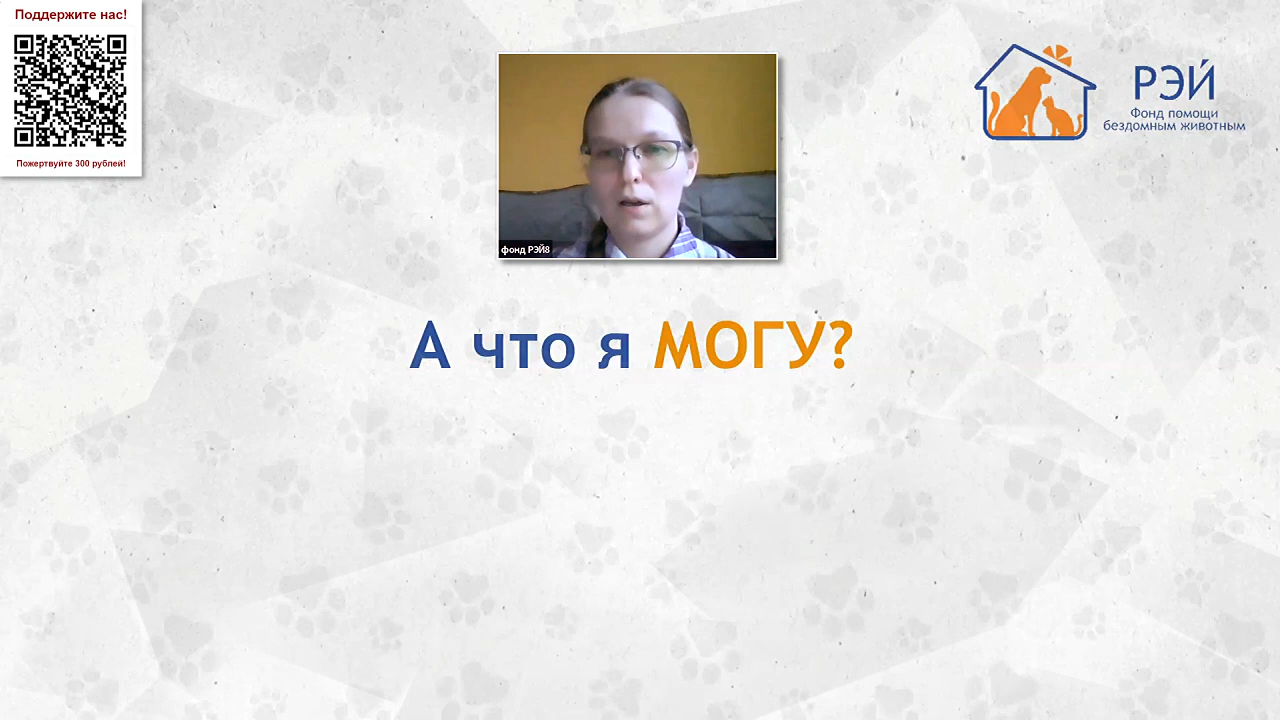 Поддержите нас!
Пожертвуйте 300 рублей!
фонд РЭЙ8
РЭЙ
Фонд помощи
бездомным животным
А что я МОГУ?